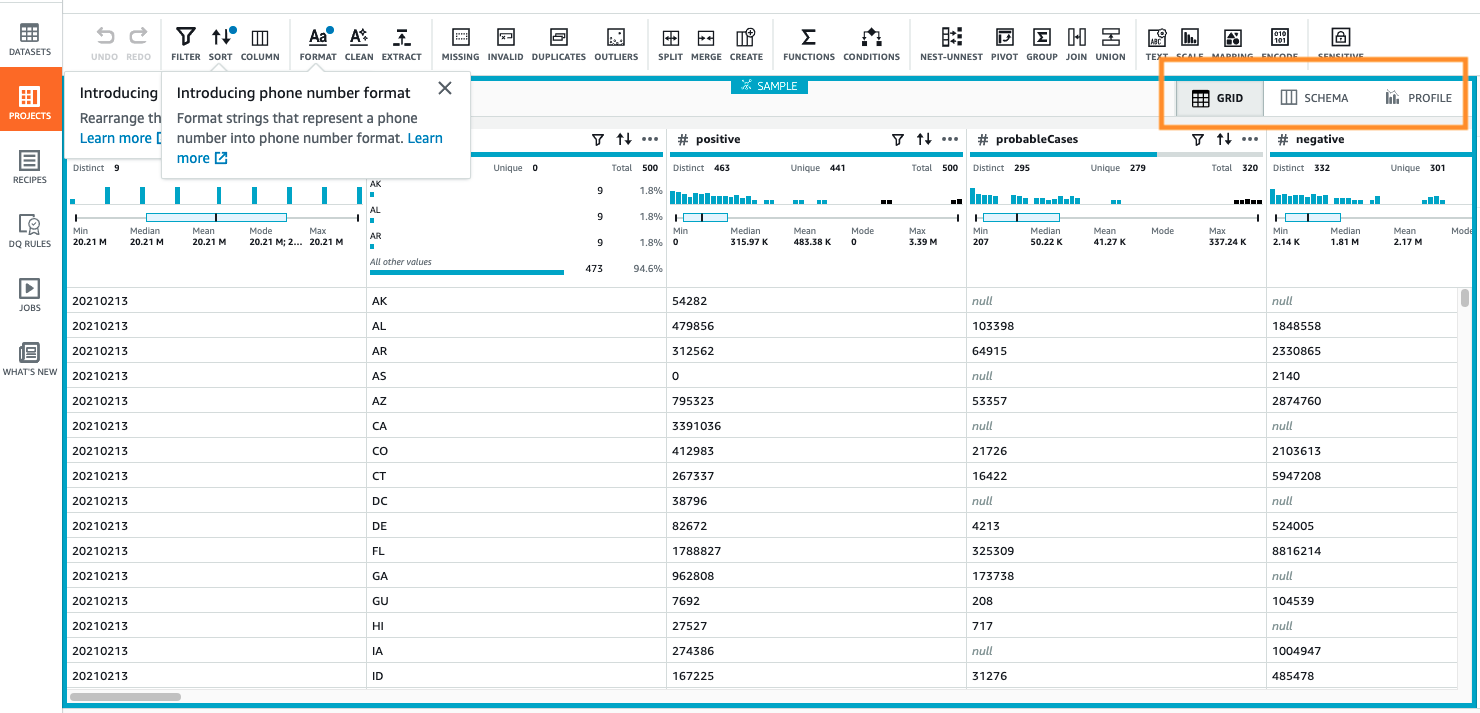 UNDO REDO FILTER SORT COLUMN FORMAT CLEAN EXTRACT MISSING INVALID DUPLICATES OUTLIERS SPLIT MERGE CREATE FUNCTIONS CONDITIONS NEST-UNNEST PIVOT GROUP JOIN UNION TEXT SCALE MAPPING ENCODE SENSITIVE
DATASETS
PROJECTS
RECIPES
DQ RULES
JOBS
WHAT'S NEW
Introducing
Rearrange th
Learn more
Introducing phone number format
Format strings that represent a phone
number into phone number format. Learn
more
SAMPLE
GRID SCHEMA PROFILE
# positive # probableCases # negative
Distinct 9 Unique 0 Total 500 Distinct 463 Unique 441 Total 500 Distinct 295 Unique 279 Total 320 Distinct 332 Unique 301
AK 9 1.8%
AL 9 1.8%
AR 9 1.8%
All other values 473 94.6%
Min Median Mean Mode Max
20.21 M 20.21 M 20.21 M 20.21 M; 2... 20.21 M
Min Median Mean Mode Max
0 315.97 K 483.38 K 0 3.39 M
Min Median Mean Mode Max
207 50.22 K 41.27 K 337.24 K
Min Median Mean Mode
2.14 K 1.81 M 2.17 M
20210213 AK 54282 null null
20210213 AL 479856 103398 1848558
20210213 AR 312562 64915 2330865
20210213 AS 0 null 2140
20210213 AZ 795323 53357 2874760
20210213 CA 3391036 null null
20210213 CO 412983 21726 2103613
20210213 CT 267337 16422 5947208
20210213 DC 38796 null null
20210213 DE 82672 4213 524005
20210213 FL 1788827 325309 8816214
20210213 GA 962808 173738 null
20210213 GU 7692 208 104539
20210213 HI 27527 717 null
20210213 IA 274386 null 1004947
20210213 ID 167225 31276 485478